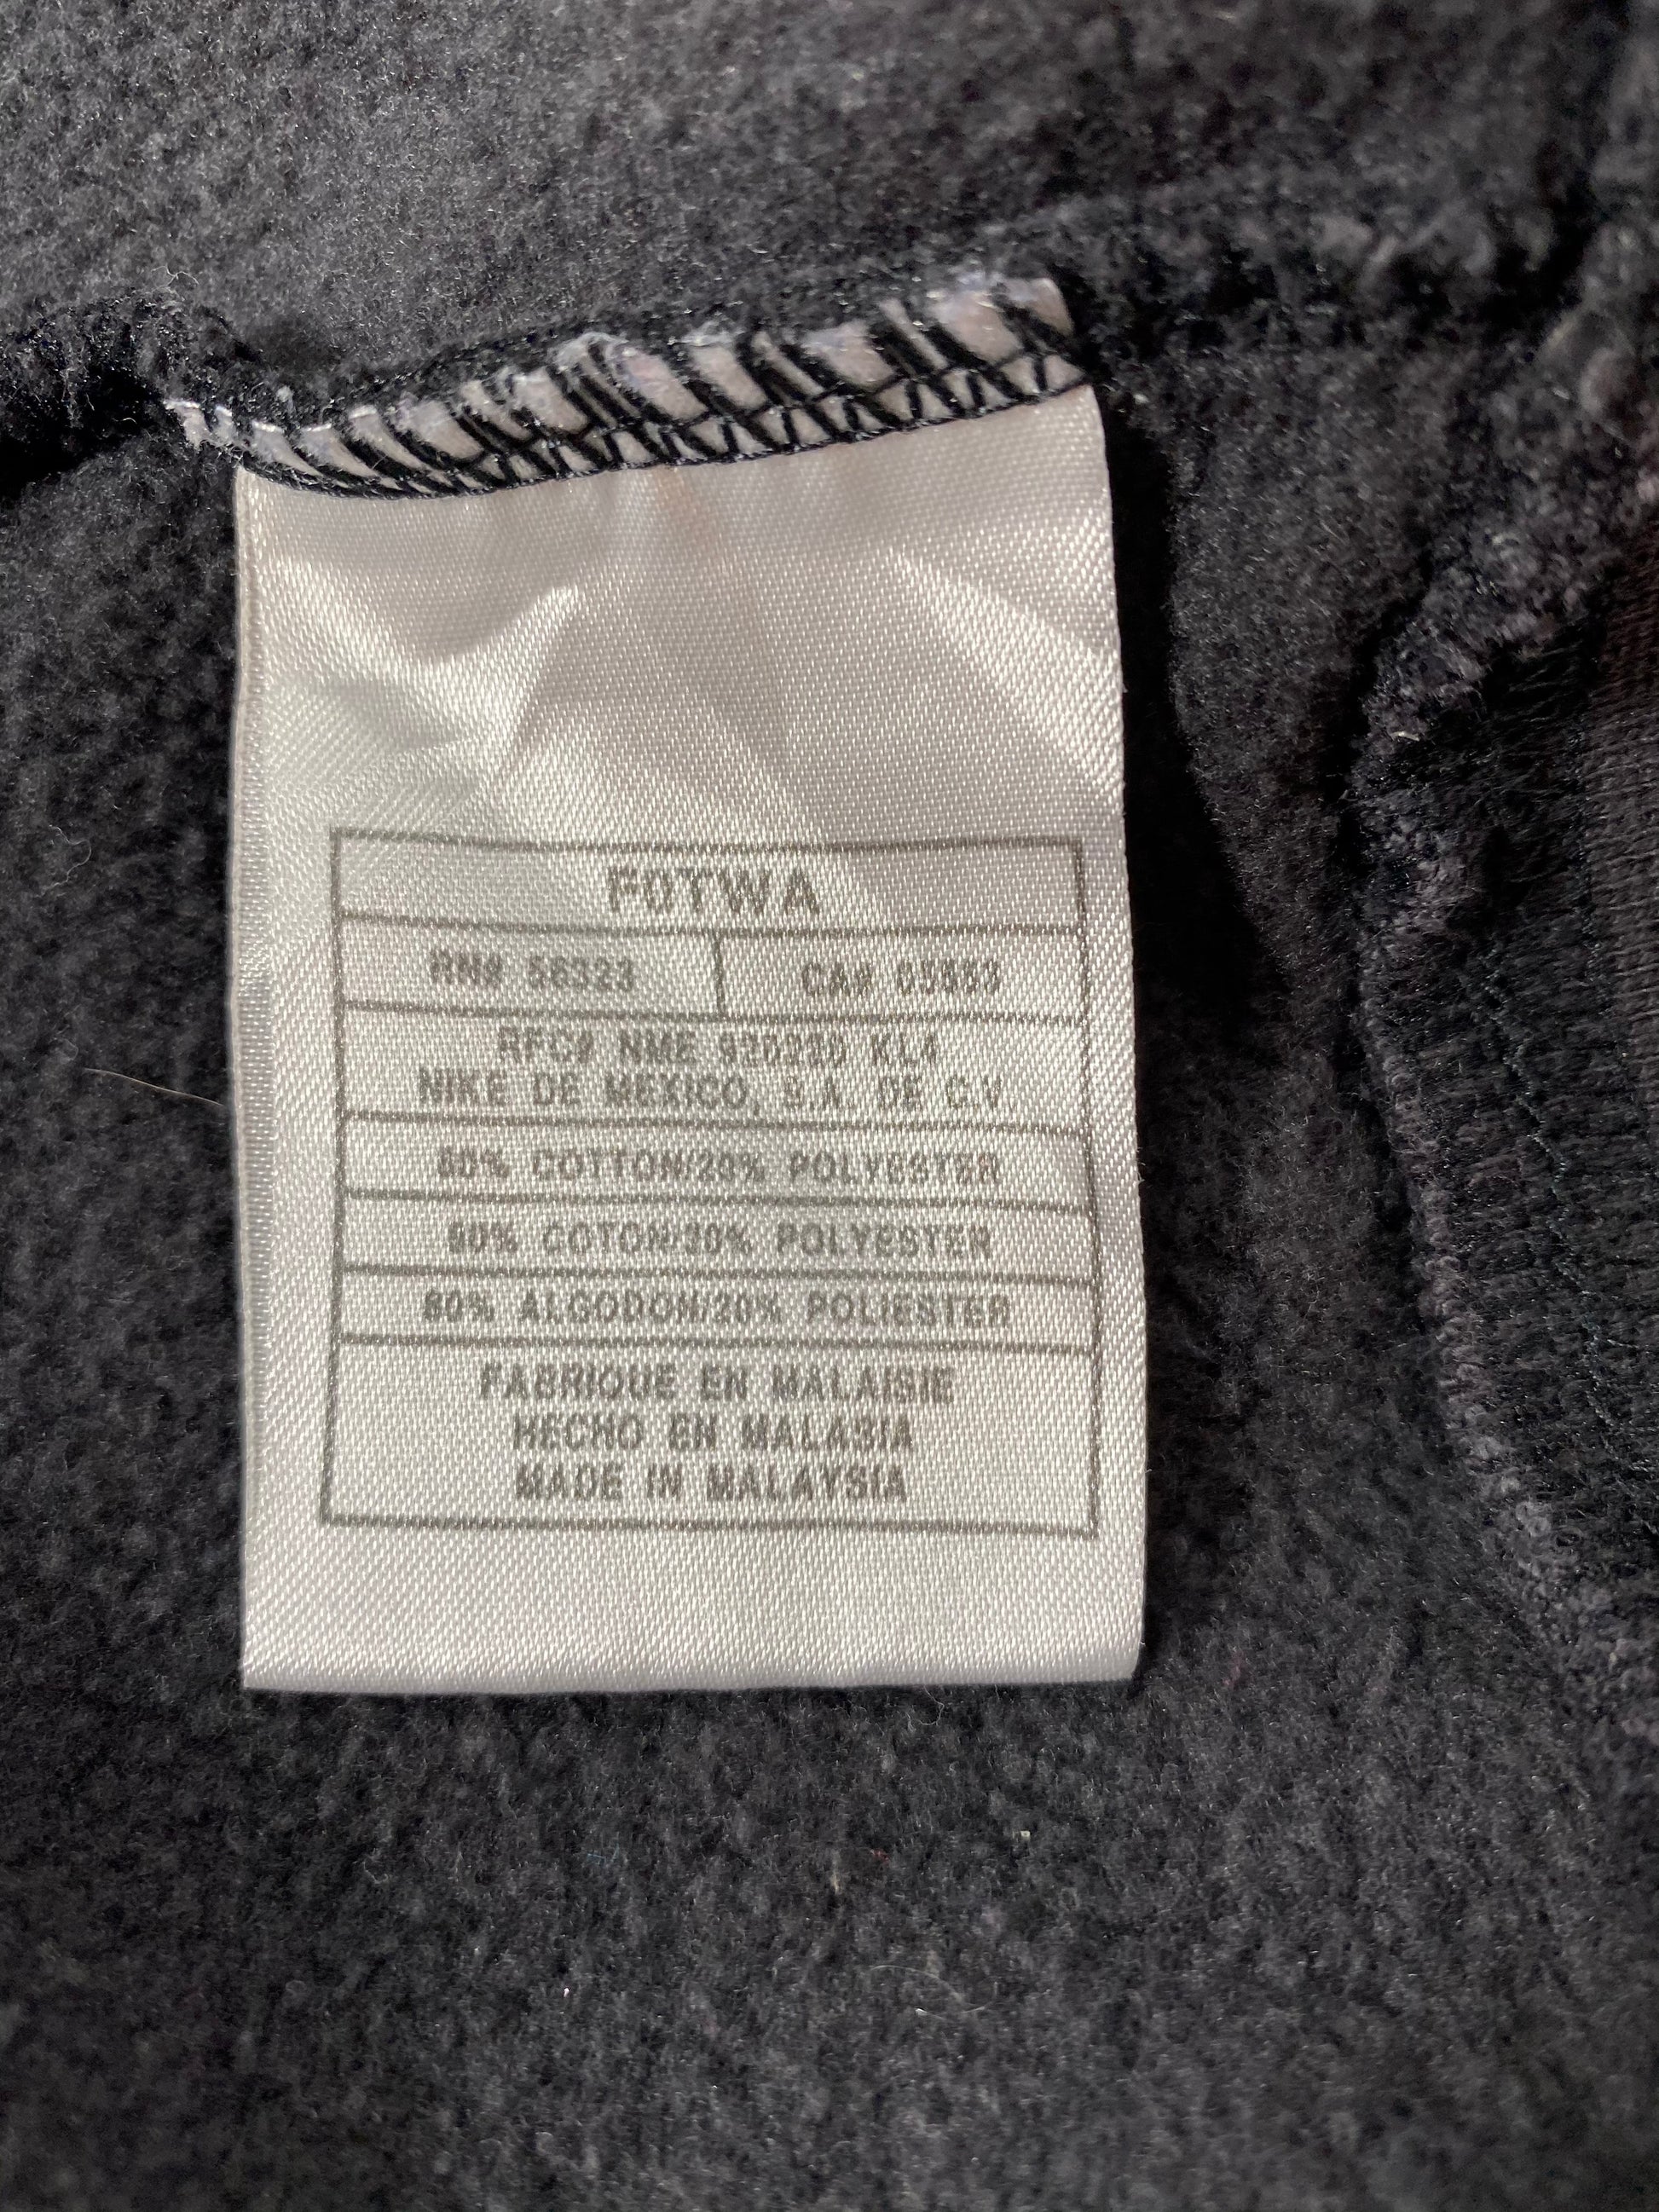 F0TWA
RN# 56323 CA# 05553
RFC# NME 920220 KL4
NIKE DE MEXICO, S.A. DE C.V
80% COTTON/20% POLYESTER
80% COTON/20% POLYESTER
80% ALGODON/20% POLIESTER
FABRIQUE EN MALAISIE
HECHO EN MALASIA
MADE IN MALAYSIA